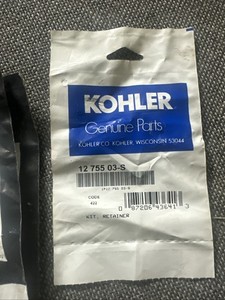 KOHLER
Genuine Parts
KOHLER CO. KOHLER, WISCONSIN 53044
12 755 03-S
CODE
KIT, RETAINER